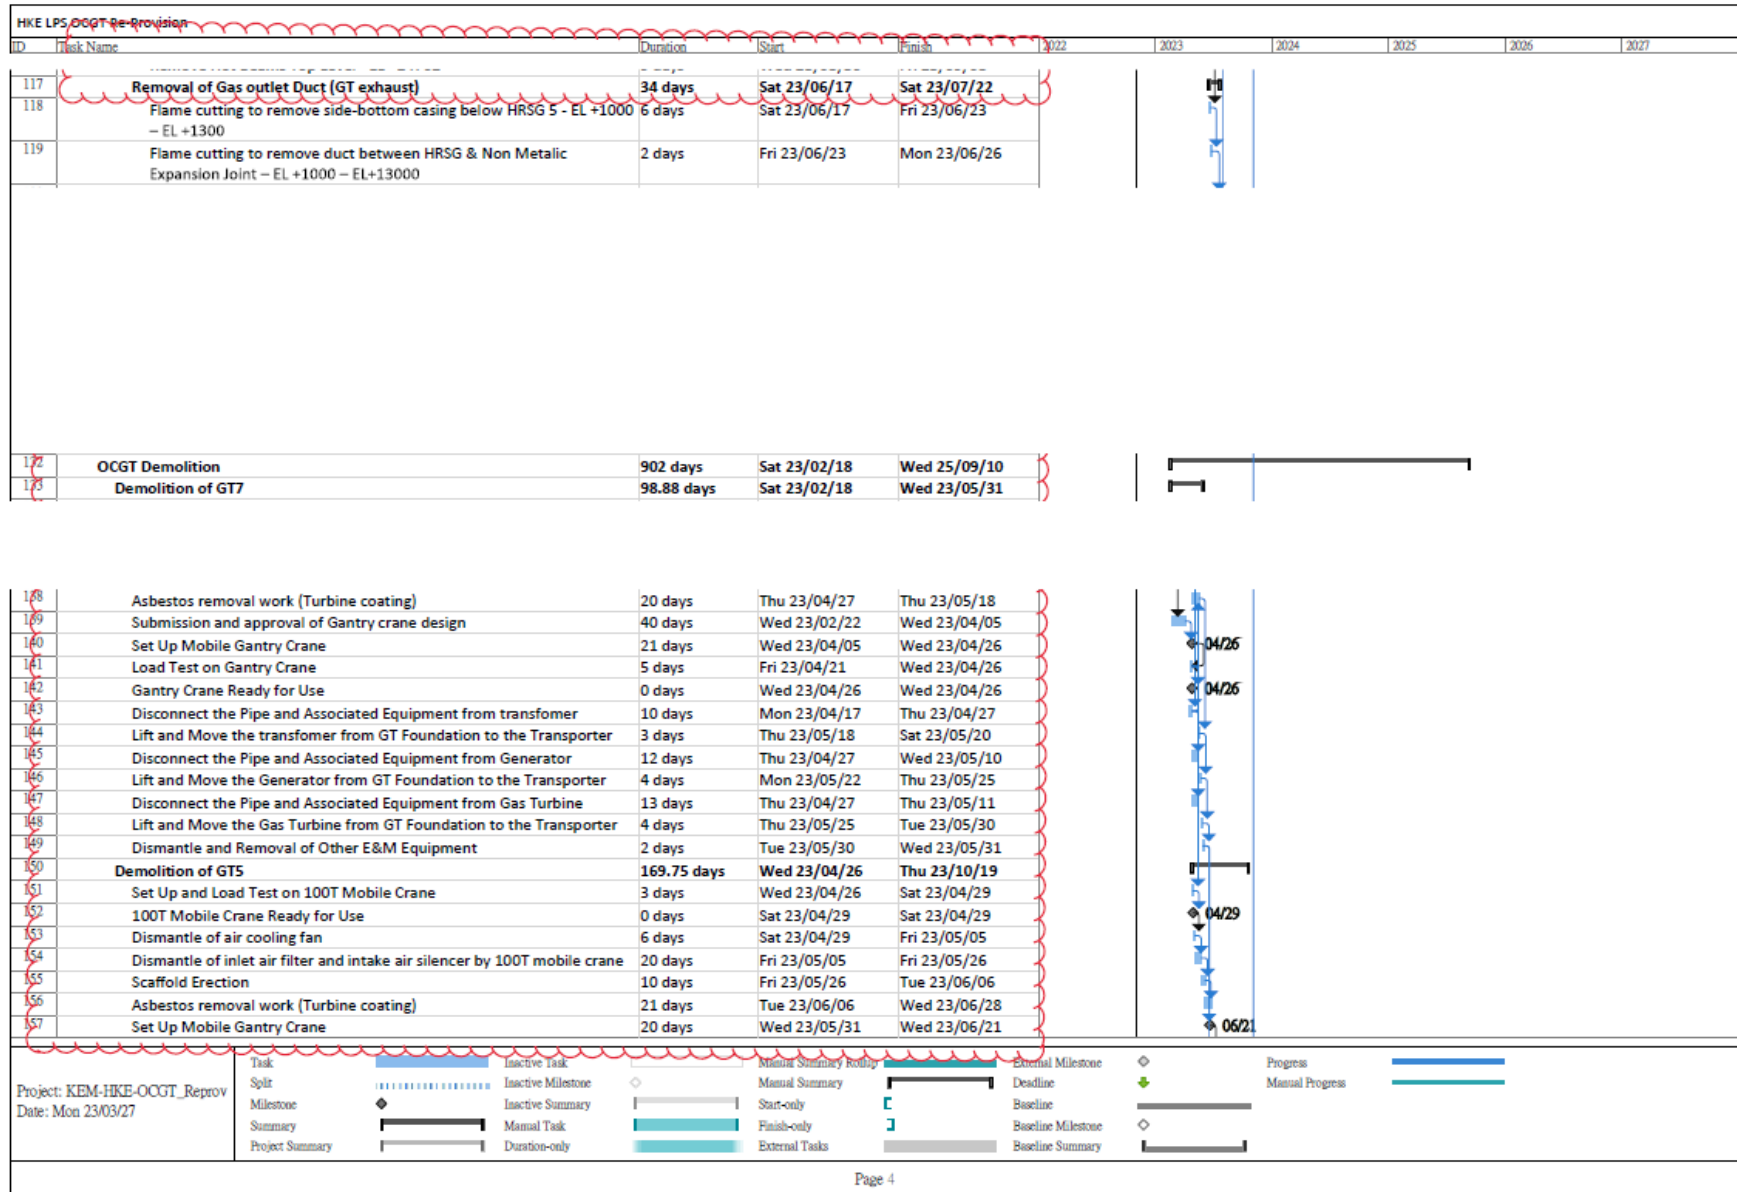 HKE LPS OCGT Re-Provision
ID Task Name Duration Start Finish 2022 2023 2024 2025 2026 2027
117 Removal of Gas outlet Duct (GT exhaust) 34 days Sat 23/06/17 Sat 23/07/22
118 Flame cutting to remove side-bottom casing below HRSG 5 - EL +1000 6 days Sat 23/06/17 Fri 23/06/23
– EL +1300
119 Flame cutting to remove duct between HRSG & Non Metalic 2 days Fri 23/06/23 Mon 23/06/26
Expansion Joint – EL +1000 – EL+13000
132 OCGT Demolition 902 days Sat 23/02/18 Wed 25/09/10
133 Demolition of GT7 98.88 days Sat 23/02/18 Wed 23/05/31
138 Asbestos removal work (Turbine coating) 20 days Thu 23/04/27 Thu 23/05/18
139 Submission and approval of Gantry crane design 40 days Wed 23/02/22 Wed 23/04/05
140 Set Up Mobile Gantry Crane 21 days Wed 23/04/05 Wed 23/04/26 04/26
141 Load Test on Gantry Crane 5 days Fri 23/04/21 Wed 23/04/26
142 Gantry Crane Ready for Use 0 days Wed 23/04/26 Wed 23/04/26 04/26
143 Disconnect the Pipe and Associated Equipment from transfomer 10 days Mon 23/04/17 Thu 23/04/27
144 Lift and Move the transfomer from GT Foundation to the Transporter 3 days Thu 23/05/18 Sat 23/05/20
145 Disconnect the Pipe and Associated Equipment from Generator 12 days Thu 23/04/27 Wed 23/05/10
146 Lift and Move the Generator from GT Foundation to the Transporter 4 days Mon 23/05/22 Thu 23/05/25
147 Disconnect the Pipe and Associated Equipment from Gas Turbine 13 days Thu 23/04/27 Thu 23/05/11
148 Lift and Move the Gas Turbine from GT Foundation to the Transporter 4 days Thu 23/05/25 Tue 23/05/30
149 Dismantle and Removal of Other E&M Equipment 2 days Tue 23/05/30 Wed 23/05/31
150 Demolition of GT5 169.75 days Wed 23/04/26 Thu 23/10/19
151 Set Up and Load Test on 100T Mobile Crane 3 days Wed 23/04/26 Sat 23/04/29
152 100T Mobile Crane Ready for Use 0 days Sat 23/04/29 Sat 23/04/29 04/29
153 Dismantle of air cooling fan 6 days Sat 23/04/29 Fri 23/05/05
154 Dismantle of inlet air filter and intake air silencer by 100T mobile crane 20 days Fri 23/05/05 Fri 23/05/26
155 Scaffold Erection 10 days Fri 23/05/26 Tue 23/06/06
156 Asbestos removal work (Turbine coating) 21 days Tue 23/06/06 Wed 23/06/28
157 Set Up Mobile Gantry Crane 20 days Wed 23/05/31 Wed 23/06/21 06/21
Task Inactive Task Manual Summary Rollup External Milestone Progress
Project: KEM-HKE-OCGT_Reprov Split Inactive Milestone Manual Summary Deadline Manual Progress
Date: Mon 23/03/27 Milestone Inactive Summary Start-only Baseline
Summary Manual Task Finish-only Baseline Milestone
Project Summary Duration-only External Tasks Baseline Summary
Page 4